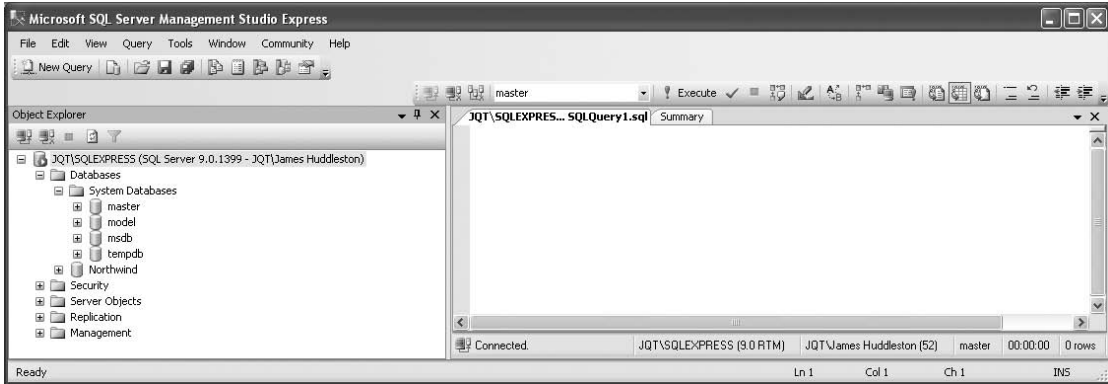 Microsoft SQL Server Management Studio Express
File Edit View Query Tools Window Community Help
New Query
master Execute
Object Explorer
JQT\SQLEXPRES... SQLQuery1.sql Summary
JQT\SQLEXPRESS (SQL Server 9.0.1399 - JQT\James Huddleston)
Databases
System Databases
master
model
msdb
tempdb
Northwind
Security
Server Objects
Replication
Management
Connected. JQT\SQLEXPRESS (9.0 RTM) JQT\James Huddleston (52) master 00:00:00 0 rows
Ready Ln 1 Col 1 Ch 1 INS